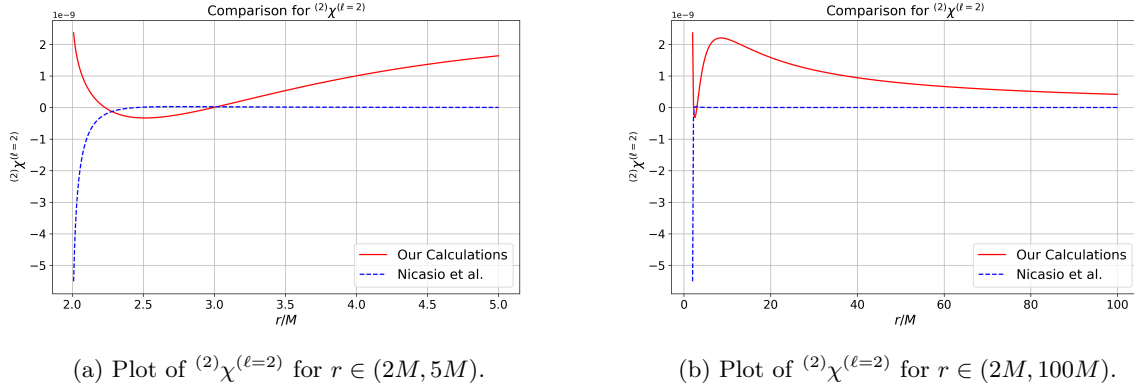 Comparison for ⁽²⁾χ⁽ℓ⁼²⁾
1e−9
2
1
0
−1
−2
−3
−4
−5
⁽²⁾χ⁽ℓ⁼²⁾
2.0 2.5 3.0 3.5 4.0 4.5 5.0
r/M
Our Calculations
Nicasio et al.
(a) Plot of ⁽²⁾χ⁽ℓ⁼²⁾ for r ∈ (2M, 5M).
Comparison for ⁽²⁾χ⁽ℓ⁼²⁾
1e−9
2
1
0
−1
−2
−3
−4
−5
⁽²⁾χ⁽ℓ⁼²⁾
0 20 40 60 80 100
r/M
Our Calculations
Nicasio et al.
(b) Plot of ⁽²⁾χ⁽ℓ⁼²⁾ for r ∈ (2M, 100M).